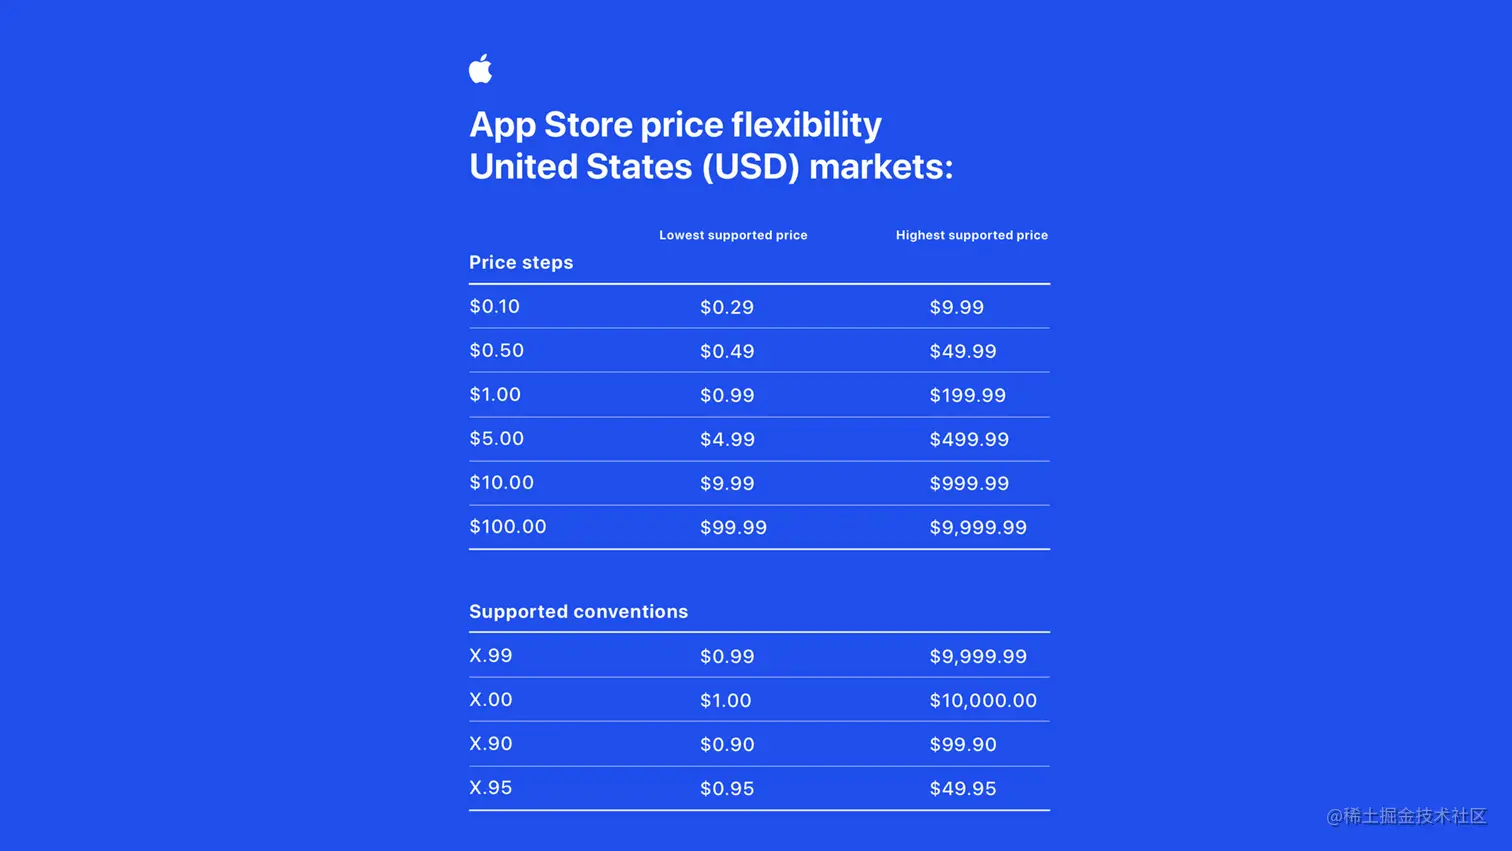 App Store price flexibility
United States (USD) markets:
Lowest supported price Highest supported price
Price steps
$0.10 $0.29 $9.99
$0.50 $0.49 $49.99
$1.00 $0.99 $199.99
$5.00 $4.99 $499.99
$10.00 $9.99 $999.99
$100.00 $99.99 $9,999.99
Supported conventions
X.99 $0.99 $9,999.99
X.00 $1.00 $10,000.00
X.90 $0.90 $99.90
X.95 $0.95 $49.95
@稀土掘金技术社区